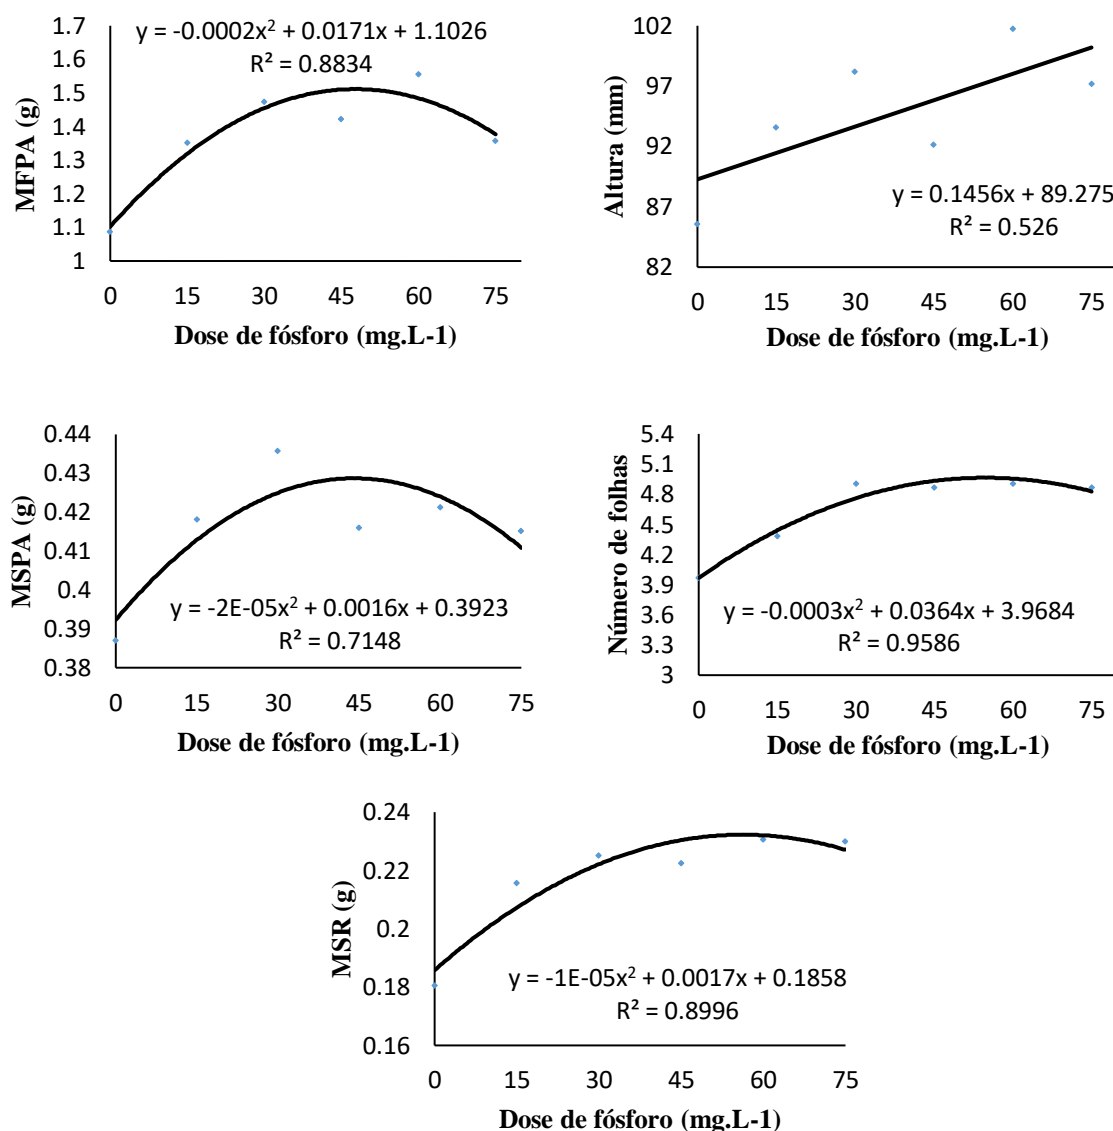 y = -0.0002x² + 0.0171x + 1.1026
R² = 0.8834
MFPA (g)
1.7
1.6
1.5
1.4
1.3
1.2
1.1
1
0 15 30 45 60 75
Dose de fósforo (mg.L-1)
Altura (mm)
102
97
92
87
82
y = 0.1456x + 89.275
R² = 0.526
0 15 30 45 60 75
Dose de fósforo (mg.L-1)
MSPA (g)
0.44
0.43
0.42
0.41
0.4
0.39
0.38
y = -2E-05x² + 0.0016x + 0.3923
R² = 0.7148
0 15 30 45 60 75
Dose de fósforo (mg.L-1)
Número de folhas
5.4
5.1
4.8
4.5
4.2
3.9
3.6
3.3
3
y = -0.0003x² + 0.0364x + 3.9684
R² = 0.9586
0 15 30 45 60 75
Dose de fósforo (mg.L-1)
MSR (g)
0.24
0.22
0.2
0.18
0.16
y = -1E-05x² + 0.0017x + 0.1858
R² = 0.8996
0 15 30 45 60 75
Dose de fósforo (mg.L-1)